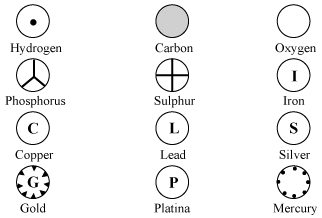 Hydrogen Carbon Oxygen
Phosphorus Sulphur I Iron
C Copper L Lead S Silver
G Gold P Platina Mercury